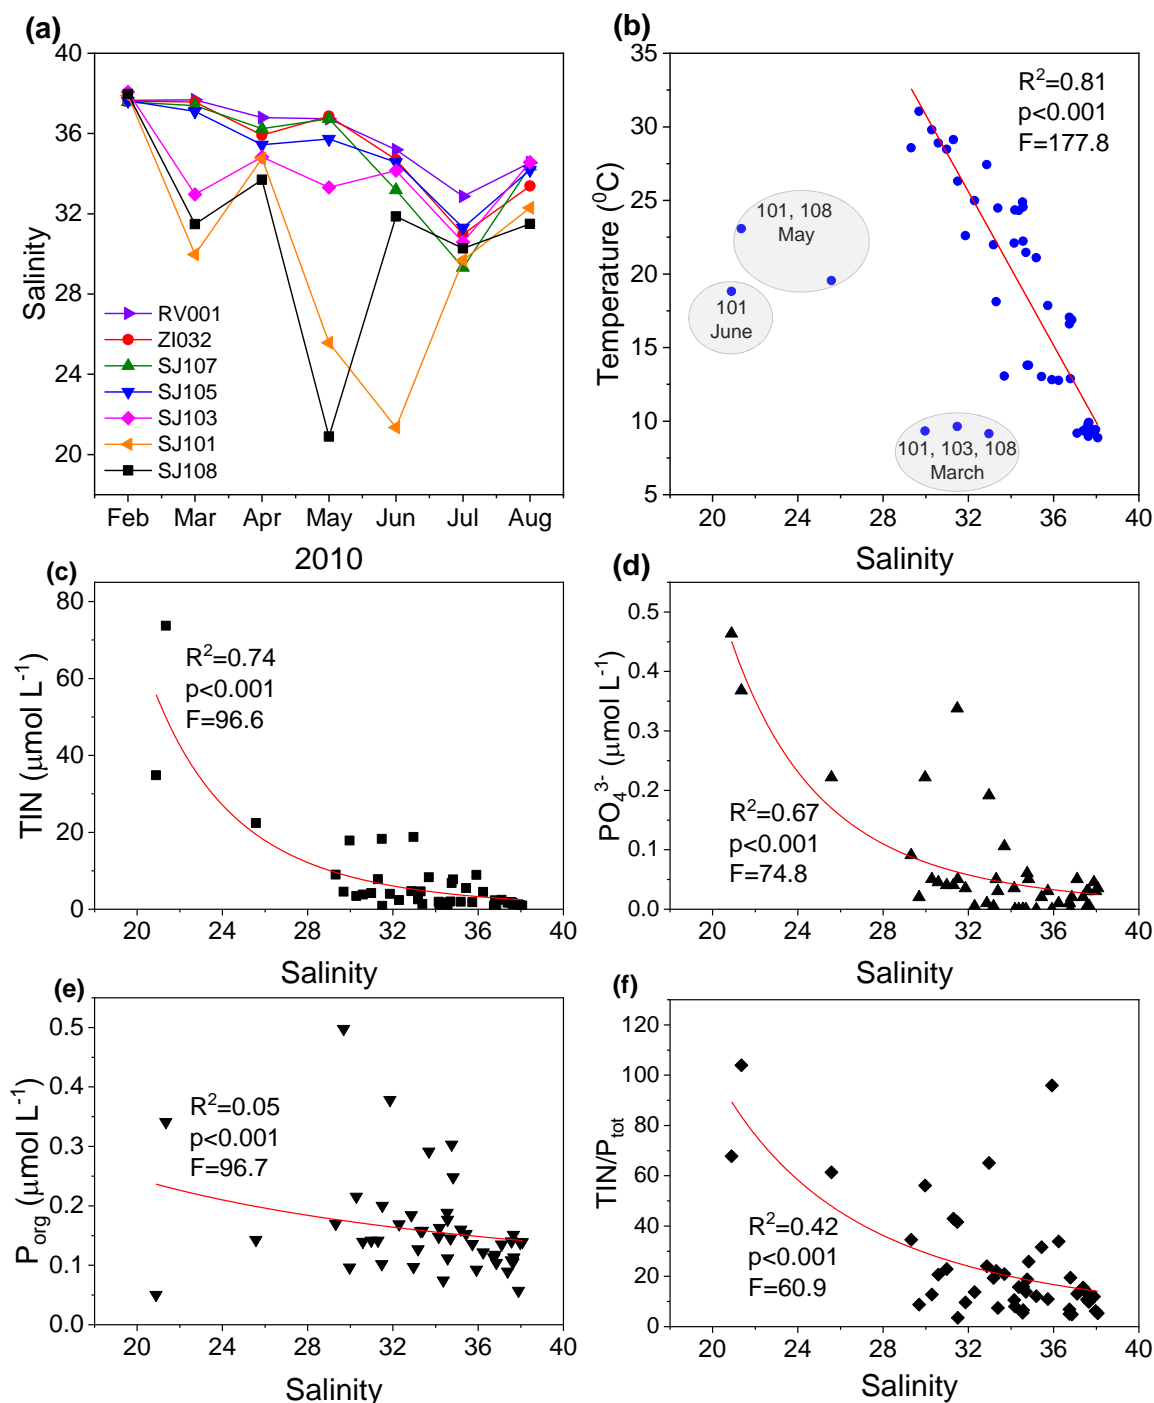 (a)
40
36
32
28
24
20
Salinity
RV001
ZI032
SJ107
SJ105
SJ103
SJ101
SJ108
Feb Mar Apr May Jun Jul Aug
2010
(b)
35
30
25
20
15
10
5
Temperature (⁰C)
R²=0.81
p<0.001
F=177.8
101, 108
May
101
June
101, 103, 108
March
20 24 28 32 36 40
Salinity
(c)
80
60
40
20
0
TIN (μmol L⁻¹)
R²=0.74
p<0.001
F=96.6
20 24 28 32 36 40
Salinity
(d)
0.5
0.4
0.3
0.2
0.1
0.0
PO₄³⁻ (μmol L⁻¹)
R²=0.67
p<0.001
F=74.8
20 24 28 32 36 40
Salinity
(e)
0.5
0.4
0.3
0.2
0.1
0.0
P_org (μmol L⁻¹)
R²=0.05
p<0.001
F=96.7
20 24 28 32 36 40
Salinity
(f)
120
100
80
60
40
20
0
TIN/P_tot
R²=0.42
p<0.001
F=60.9
20 24 28 32 36 40
Salinity